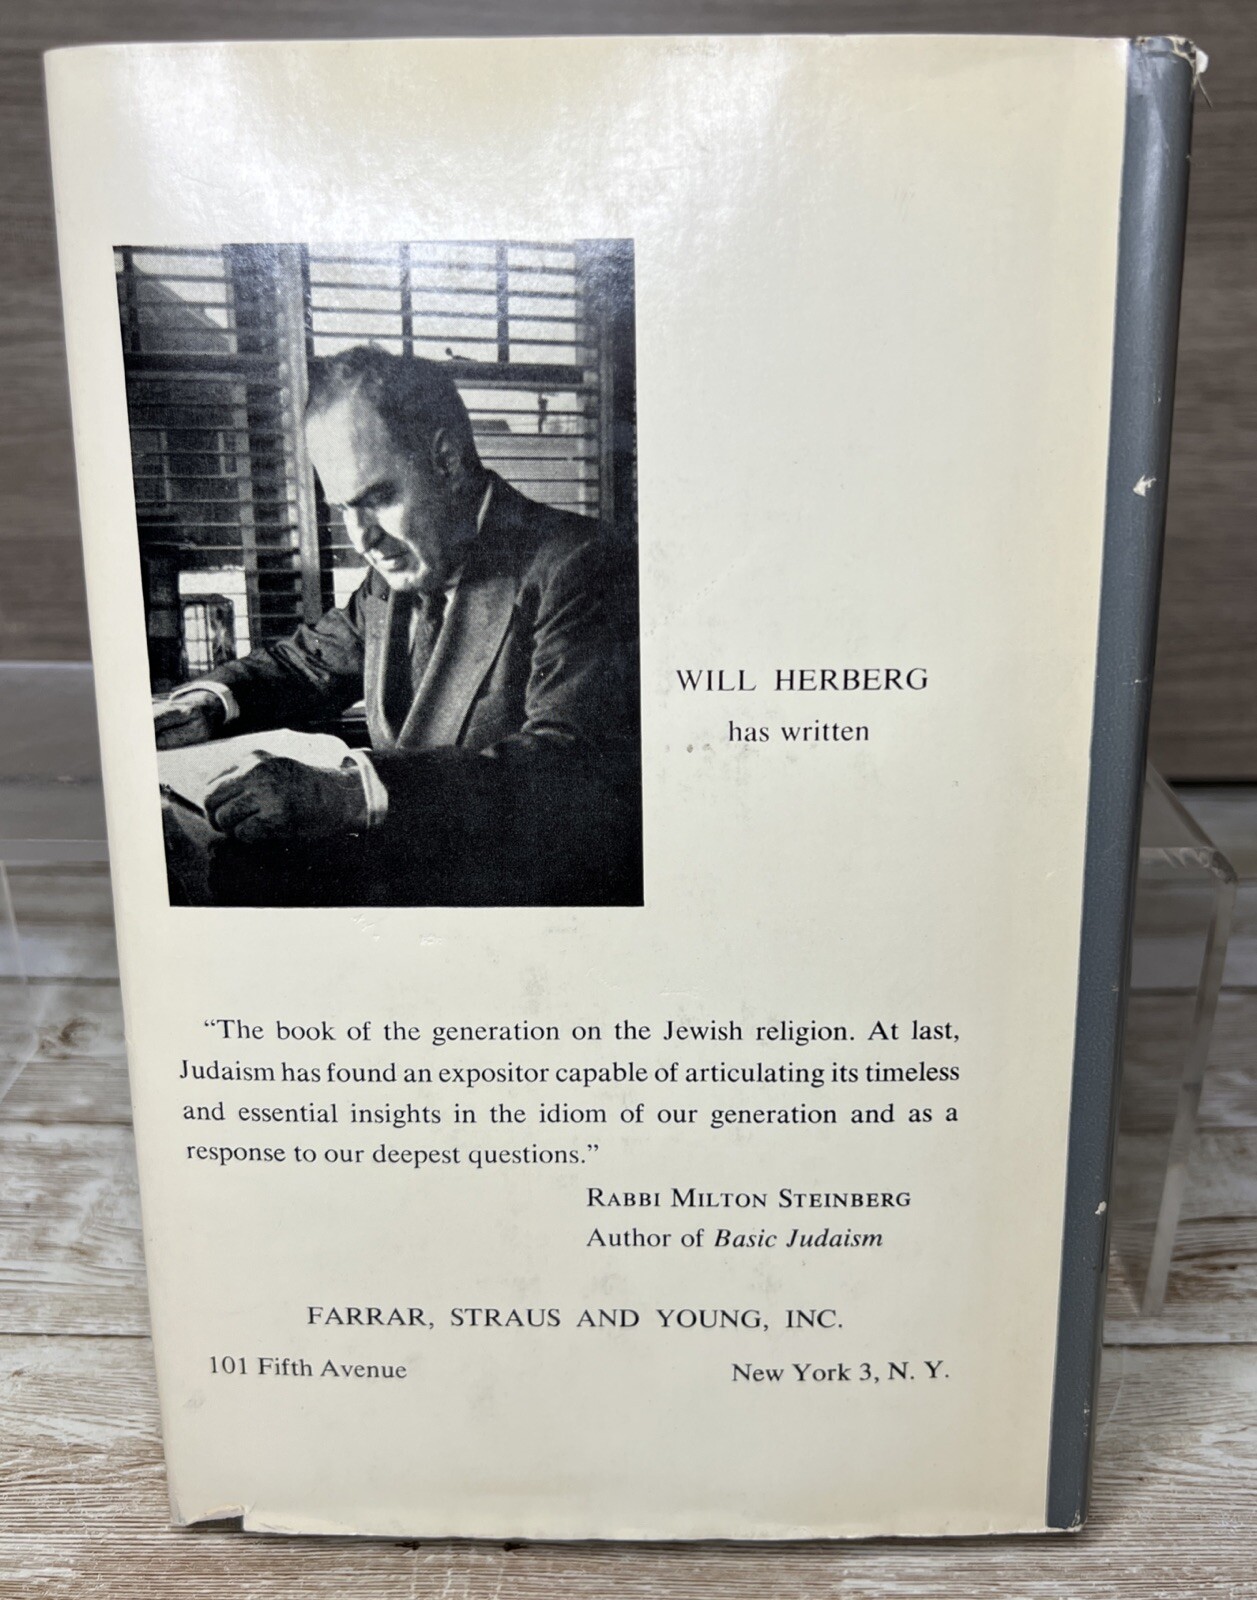 WILL HERBERG
has written
“The book of the generation on the Jewish religion. At last,
Judaism has found an expositor capable of articulating its timeless
and essential insights in the idiom of our generation and as a
response to our deepest questions.”
RABBI MILTON STEINBERG
Author of Basic Judaism
FARRAR, STRAUS AND YOUNG, INC.
101 Fifth Avenue
New York 3, N. Y.